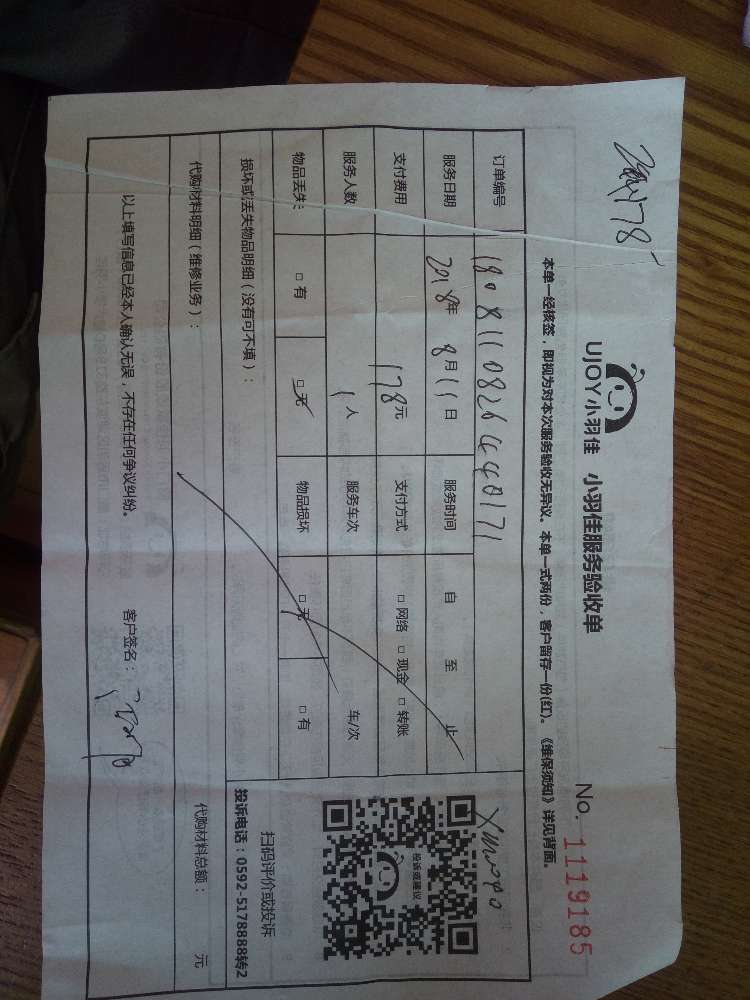 178
UJOY小羽佳 小羽佳服务验收单
No. 1119185
本单一经核签，即视为对本次服务验收无异议。本单一式两份，客户留存一份(红)。《维保须知》详见背面。
订单编号
服务日期 2018年 8月11日 服务时间 自 至 止
支付费用 178元 支付方式 □网络 □现金 □转账
服务人数 1人 服务车次 车/次
物品丢失: □有 □无 物品损坏 □无 □有
投诉或建议
扫码评价或投诉
投诉电话：0592-5178888转2
损坏或丢失物品明细（没有可不填）：
代购材料明细（维修业务）： 代购材料总额： 元
以上填写信息已经本人确认无误，不存在任何争议纠纷。 客户签名：